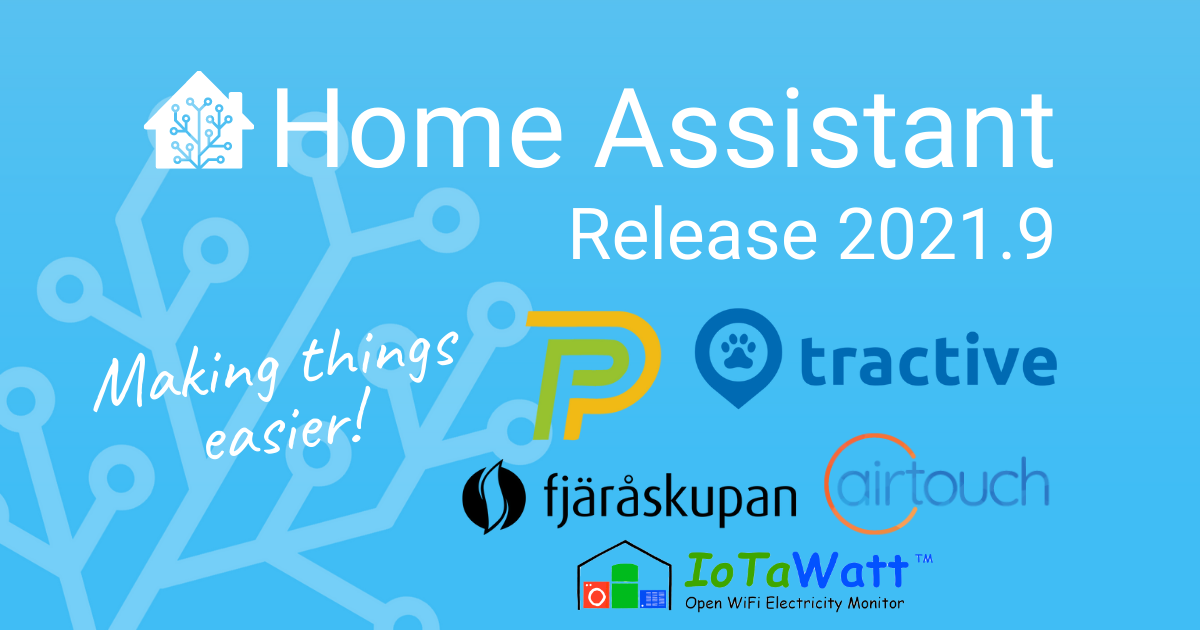 Home Assistant
Release 2021.9
Making things
easier!
tractive
fjäråskupan
airtouch
IoTaWatt™
Open WiFi Electricity Monitor